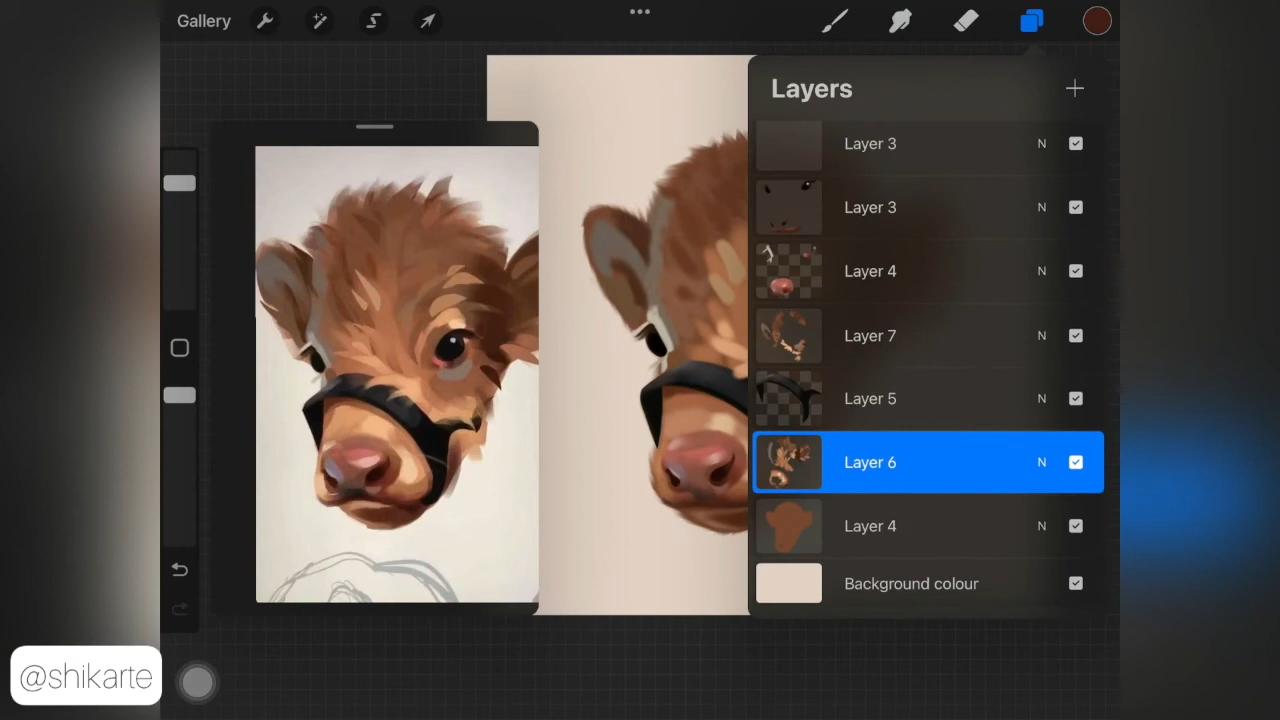 Gallery
Layers
Layer 3 N
Layer 3 N
Layer 4 N
Layer 7 N
Layer 5 N
Layer 6 N
Layer 4 N
Background colour
@shikarte